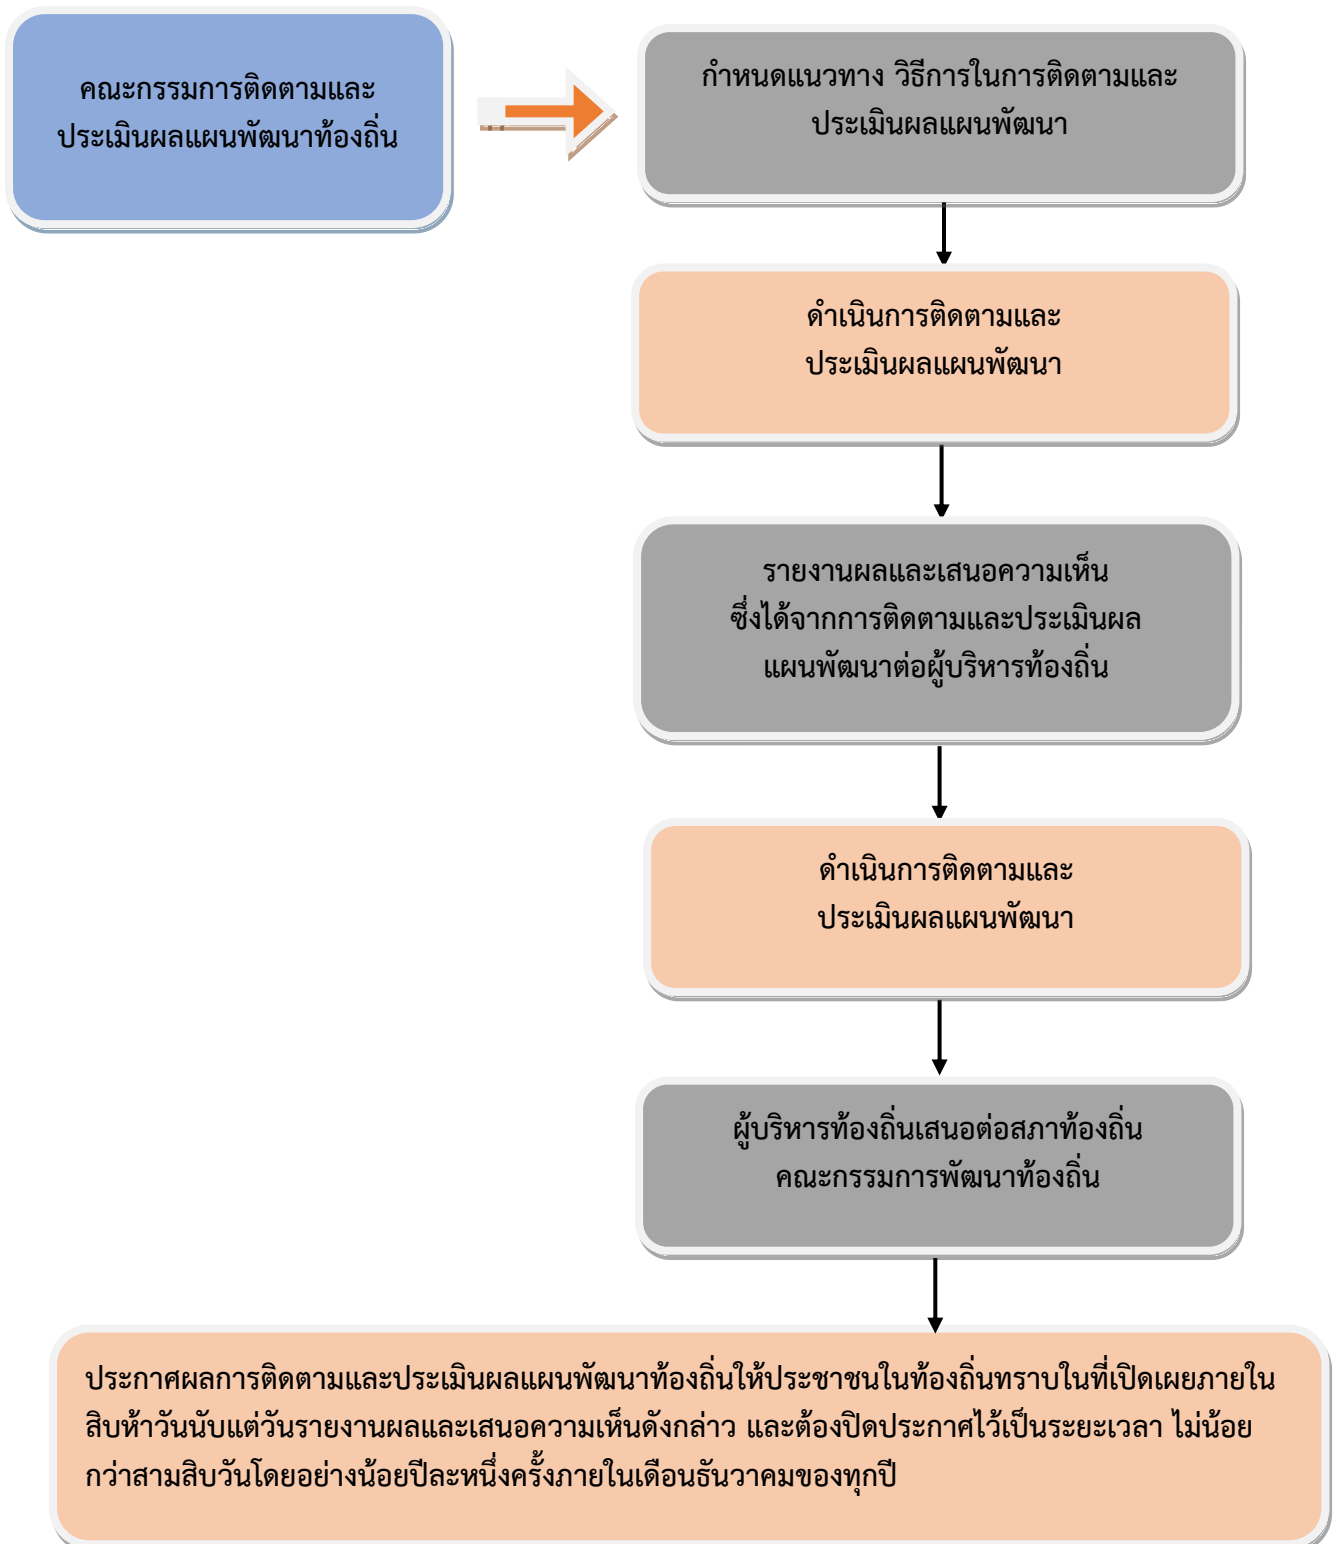 คณะกรรมการติดตามและ
ประเมินผลแผนพัฒนาท้องถิ่น
กำหนดแนวทาง วิธีการในการติดตามและ
ประเมินผลแผนพัฒนา
ดำเนินการติดตามและ
ประเมินผลแผนพัฒนา
รายงานผลและเสนอความเห็น
ซึ่งได้จากการติดตามและประเมินผล
แผนพัฒนาต่อผู้บริหารท้องถิ่น
ดำเนินการติดตามและ
ประเมินผลแผนพัฒนา
ผู้บริหารท้องถิ่นเสนอต่อสภาท้องถิ่น
คณะกรรมการพัฒนาท้องถิ่น
ประกาศผลการติดตามและประเมินผลแผนพัฒนาท้องถิ่นให้ประชาชนในท้องถิ่นทราบในที่เปิดเผยภายใน
สิบห้าวันนับแต่วันรายงานผลและเสนอความเห็นดังกล่าว และต้องปิดประกาศไว้เป็นระยะเวลา ไม่น้อย
กว่าสามสิบวันโดยอย่างน้อยปีละหนึ่งครั้งภายในเดือนธันวาคมของทุกปี